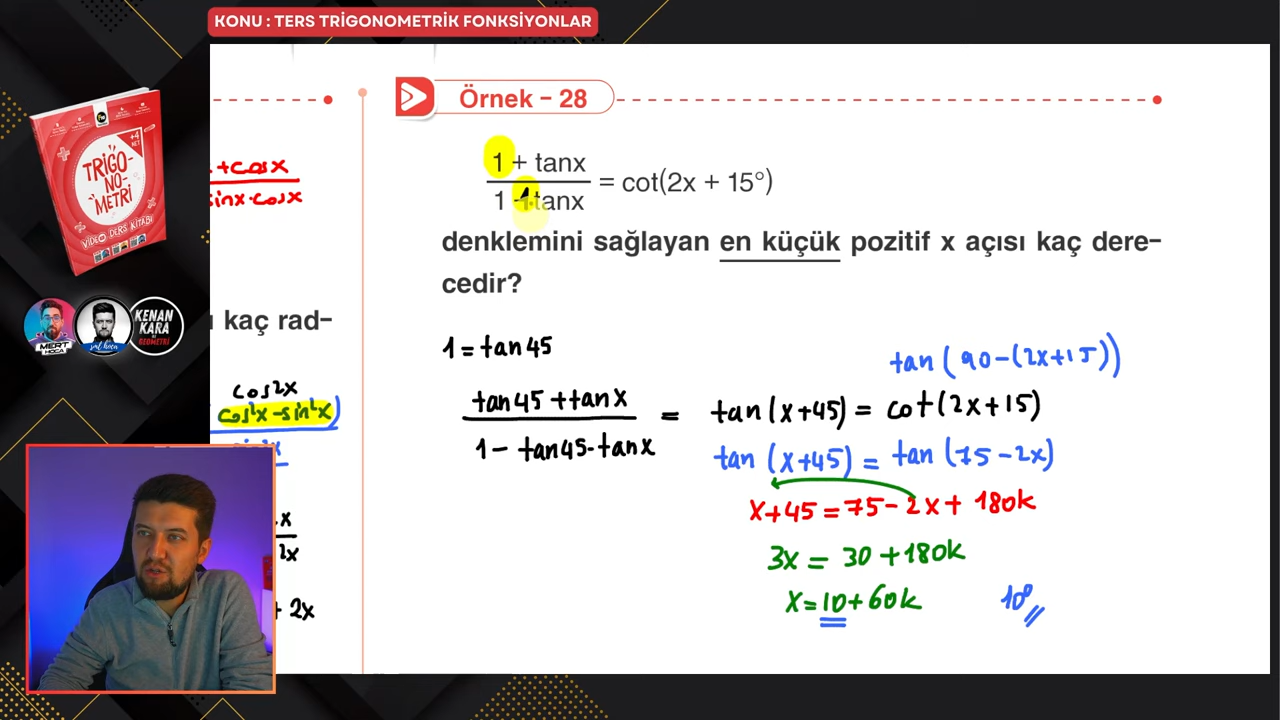 KONU : TERS TRİGONOMETRİK FONKSİYONLAR
+4 NET
TRİGO-
NO-
METRİ
VİDEO DERS KİTABI
MERT HOCA
KENAN
KARA
GEOMETRİ
+cosx
sinx·cosx
kaç rad-
cos2x
cos²x-sin²x)
x
2x
+ 2x
Örnek – 28
1 + tanx
1 - tanx
= cot(2x + 15°)
denklemini sağlayan en küçük pozitif x açısı kaç dere-
cedir?
1 = tan45
tan45 + tanx
1 - tan45·tanx
= tan(x+45) = cot(2x+15)
tan(90-(2x+15))
tan(x+45) = tan(75-2x)
x+45 = 75-2x + 180k
3x = 30 + 180k
x = 10 + 60k
10°